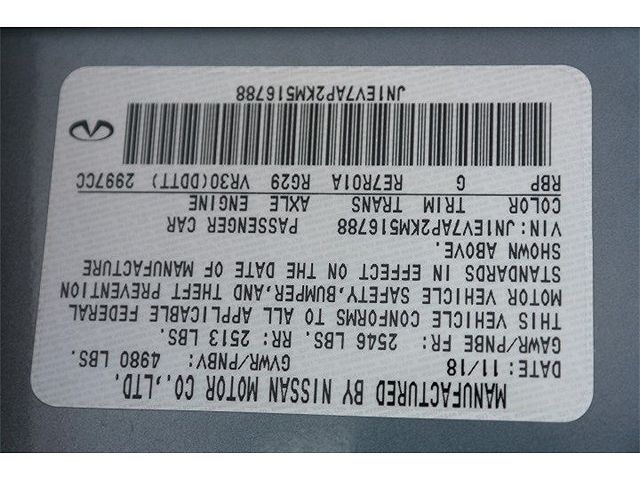 MANUFACTURED BY NISSAN MOTOR CO.,LTD.
DATE: 11/18 GVWR/PNBV: 4980 LBS.
GAWR/PNBE FR: 2546 LBS. RR: 2513 LBS.
THIS VEHICLE CONFORMS TO ALL APPLICABLE FEDERAL
MOTOR VEHICLE SAFETY,BUMPER,AND THEFT PREVENTION
STANDARDS IN EFFECT ON THE DATE OF MANUFACTURE
SHOWN ABOVE.
VIN:JN1EV7AP2KM516788 PASSENGER CAR
COLOR TRIM TRANS AXLE ENGINE
RBP G RE7R01A RG29 VR30(DDTT) 2997CC
JN1EV7AP2KM516788